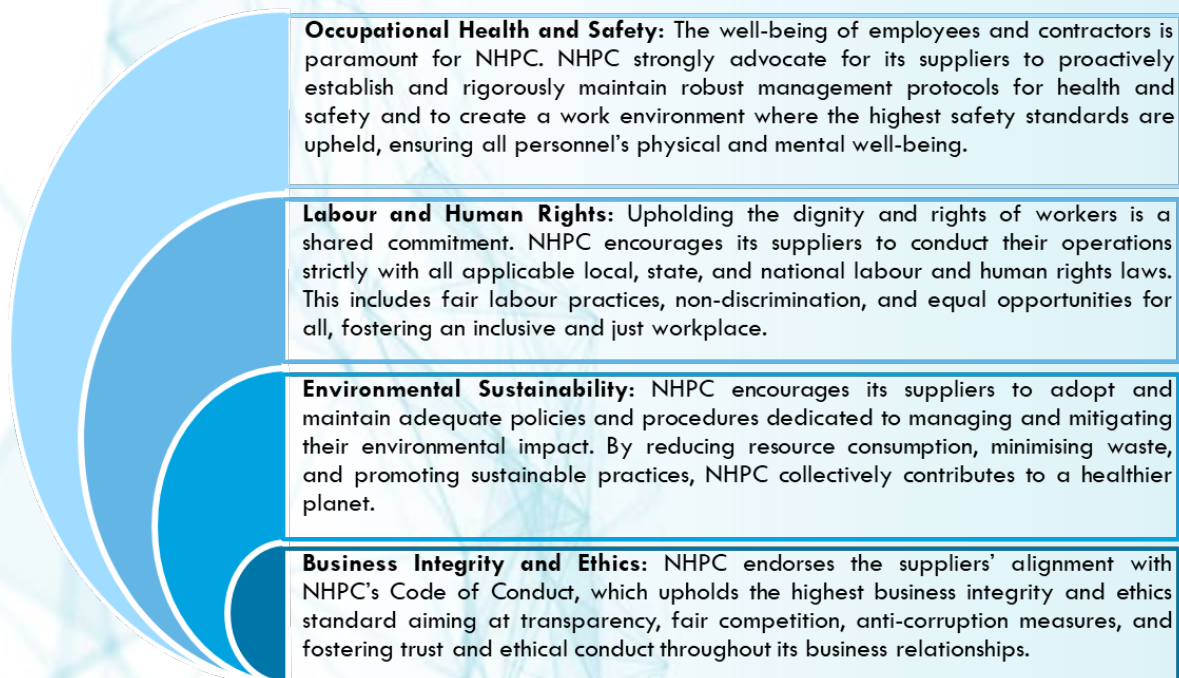 Occupational Health and Safety: The well-being of employees and contractors is
paramount for NHPC. NHPC strongly advocate for its suppliers to proactively
establish and rigorously maintain robust management protocols for health and
safety and to create a work environment where the highest safety standards are
upheld, ensuring all personnel’s physical and mental well-being.
Labour and Human Rights: Upholding the dignity and rights of workers is a
shared commitment. NHPC encourages its suppliers to conduct their operations
strictly with all applicable local, state, and national labour and human rights laws.
This includes fair labour practices, non-discrimination, and equal opportunities for
all, fostering an inclusive and just workplace.
Environmental Sustainability: NHPC encourages its suppliers to adopt and
maintain adequate policies and procedures dedicated to managing and mitigating
their environmental impact. By reducing resource consumption, minimising waste,
and promoting sustainable practices, NHPC collectively contributes to a healthier
planet.
Business Integrity and Ethics: NHPC endorses the suppliers’ alignment with
NHPC’s Code of Conduct, which upholds the highest business integrity and ethics
standard aiming at transparency, fair competition, anti-corruption measures, and
fostering trust and ethical conduct throughout its business relationships.